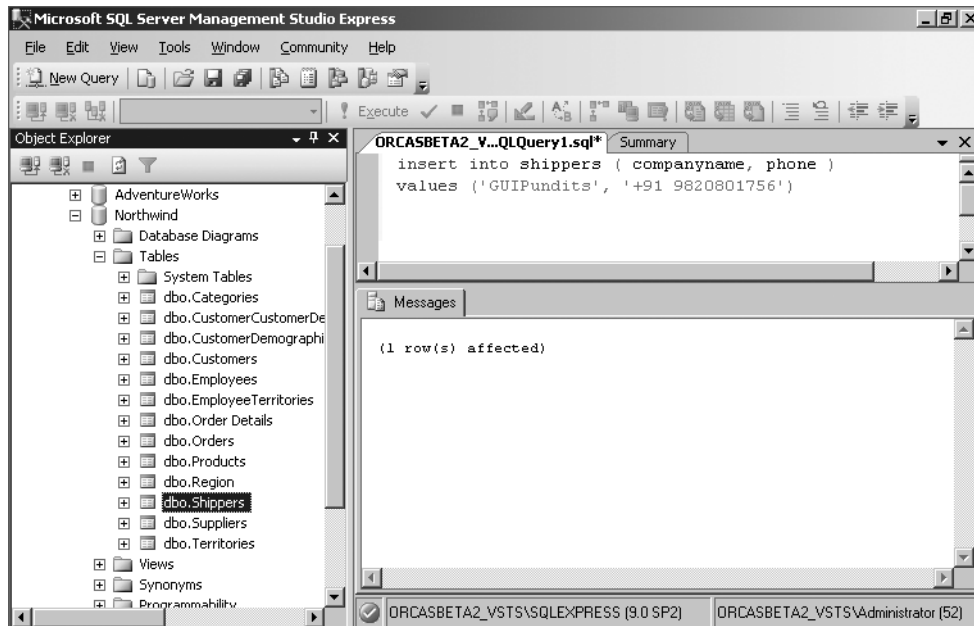 Microsoft SQL Server Management Studio Express
File Edit View Tools Window Community Help
New Query
Execute
Object Explorer
AdventureWorks
Northwind
Database Diagrams
Tables
System Tables
dbo.Categories
dbo.CustomerCustomerDe
dbo.CustomerDemographi
dbo.Customers
dbo.Employees
dbo.EmployeeTerritories
dbo.Order Details
dbo.Orders
dbo.Products
dbo.Region
dbo.Shippers
dbo.Suppliers
dbo.Territories
Views
Synonyms
Programmability
ORCASBETA2_V...QLQuery1.sql* Summary
insert into shippers ( companyname, phone )
values ('GUIPundits', '+91 9820801756')
Messages
(1 row(s) affected)
ORCASBETA2_VSTS\SQLEXPRESS (9.0 SP2) ORCASBETA2_VSTS\Administrator (52)